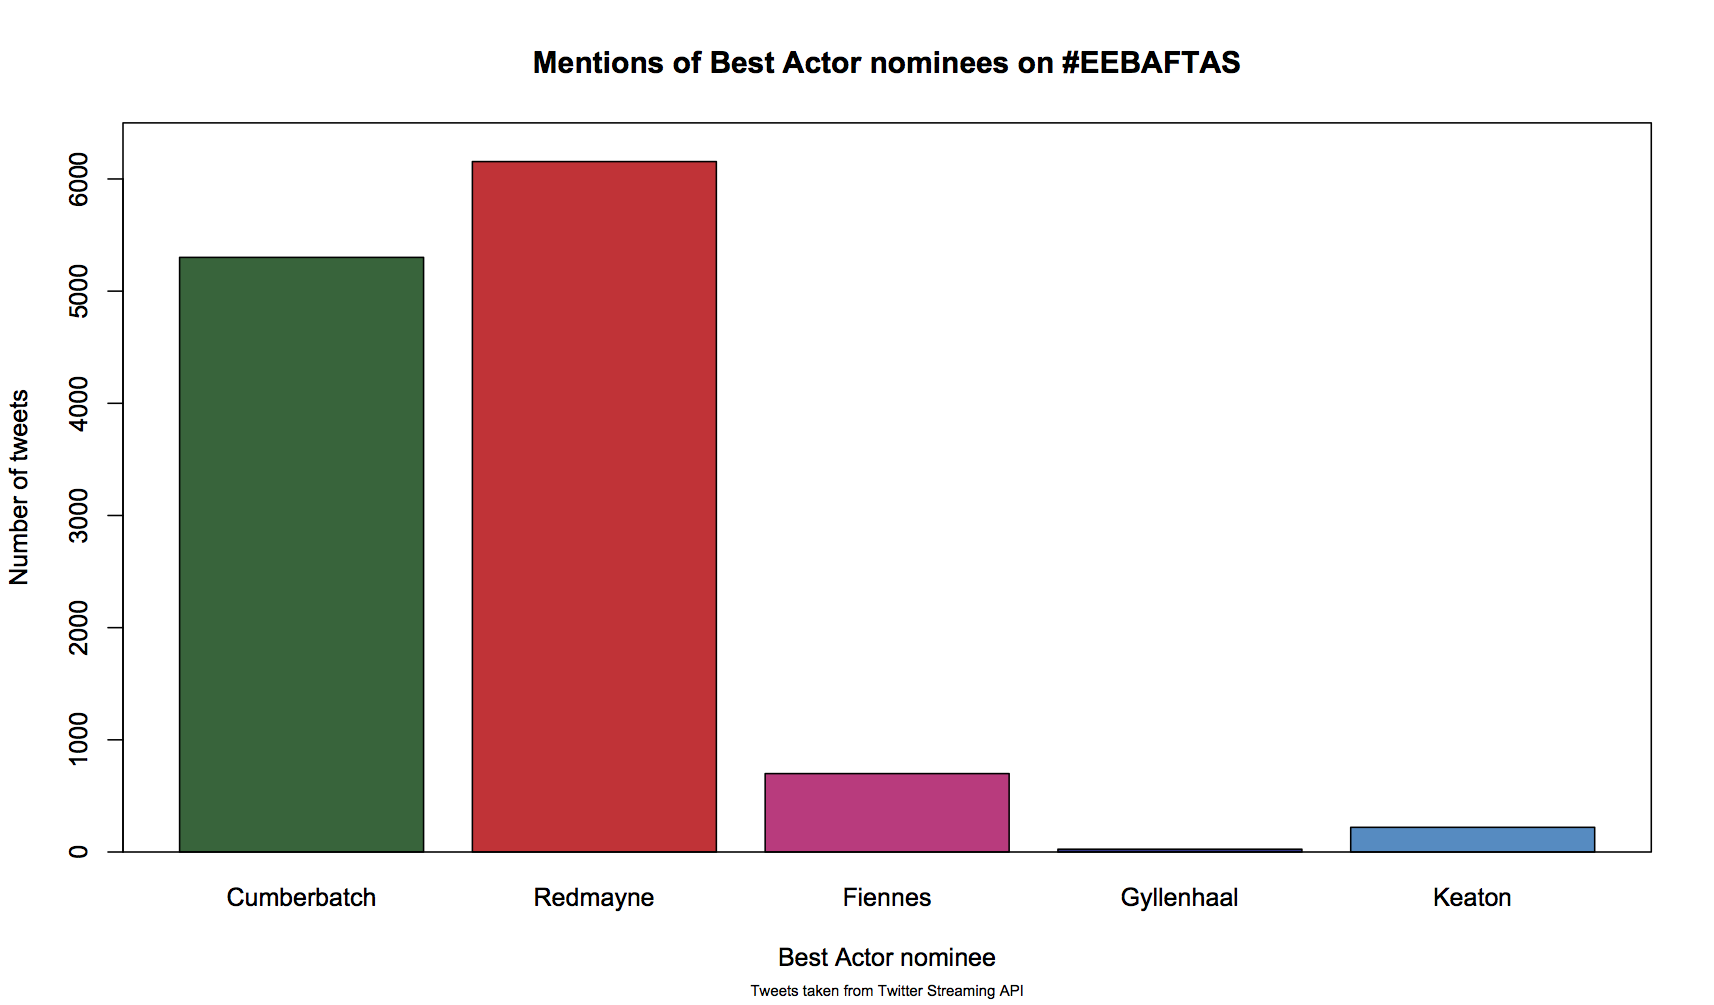 Mentions of Best Actor nominees on #EEBAFTAS
Number of tweets
6000
5000
4000
3000
2000
1000
0
Cumberbatch Redmayne Fiennes Gyllenhaal Keaton
Best Actor nominee
Tweets taken from Twitter Streaming API